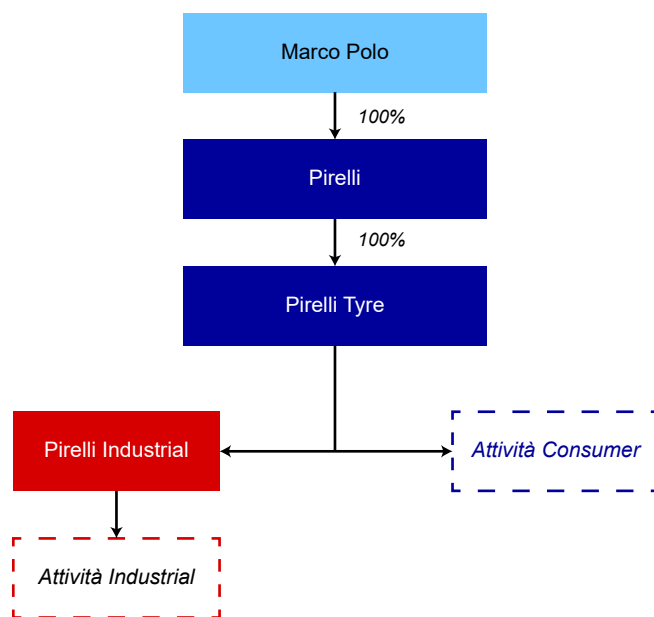 Marco Polo
100%
Pirelli
100%
Pirelli Tyre
Pirelli Industrial
Attività Consumer
Attività Industrial